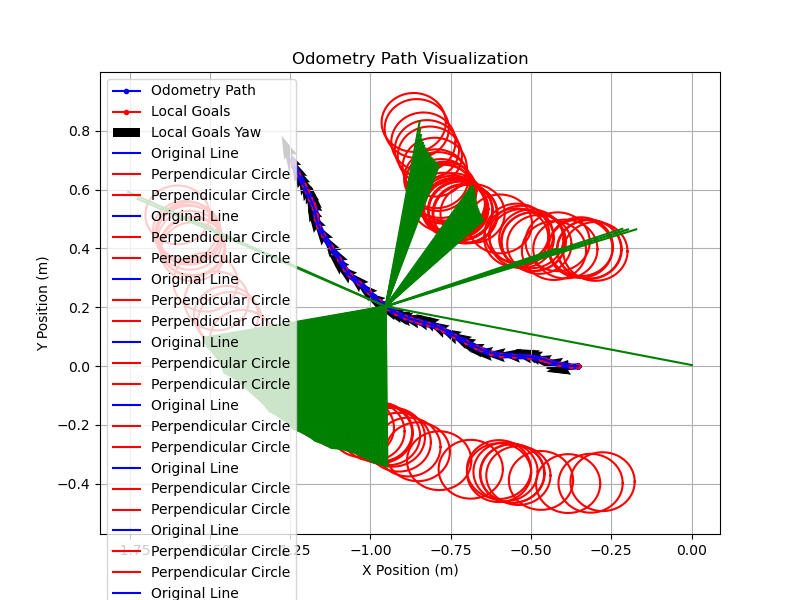 Odometry Path Visualization
Odometry Path
Local Goals
Local Goals Yaw
Original Line
Perpendicular Circle
Perpendicular Circle
Original Line
Perpendicular Circle
Perpendicular Circle
Original Line
Perpendicular Circle
Perpendicular Circle
Original Line
Perpendicular Circle
Perpendicular Circle
Original Line
Perpendicular Circle
Perpendicular Circle
Original Line
Perpendicular Circle
Perpendicular Circle
Original Line
Perpendicular Circle
Perpendicular Circle
Original Line
Y Position (m)
0.8
0.6
0.4
0.2
0.0
−0.2
−0.4
−1.00 −0.75 −0.50 −0.25 0.00
X Position (m)